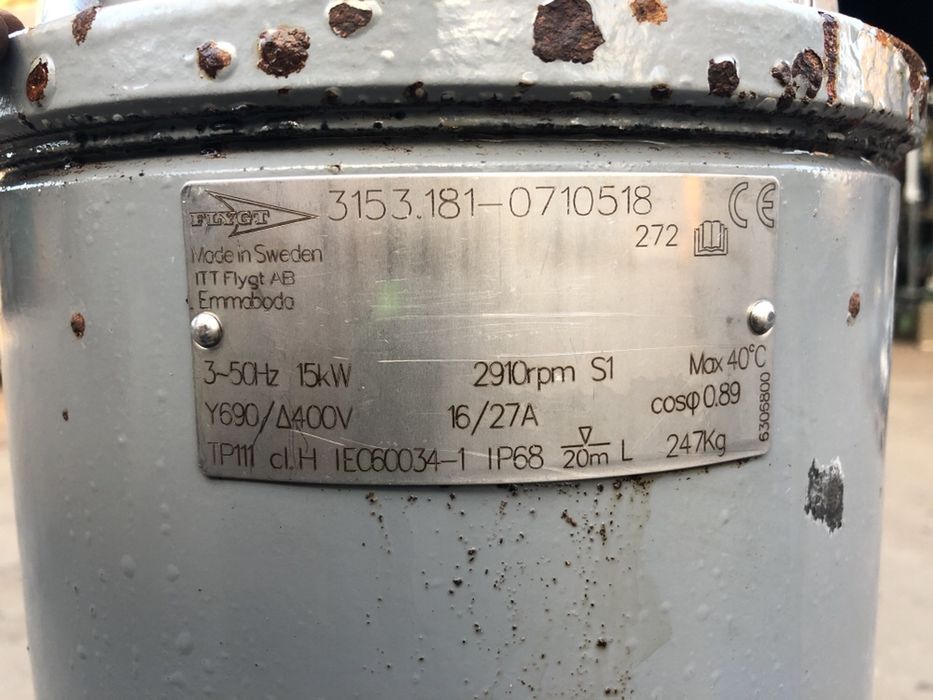 FLYGT 3153.181-0710518 CE
272
Made in Sweden
ITT Flygt AB
Emmaboda
3~50Hz 15kW 2910rpm S1 Max 40°C
Y690/Δ400V 16/27A cosφ 0.89
TP111 cl.H IEC60034-1 IP68 20m L 247Kg
6306800